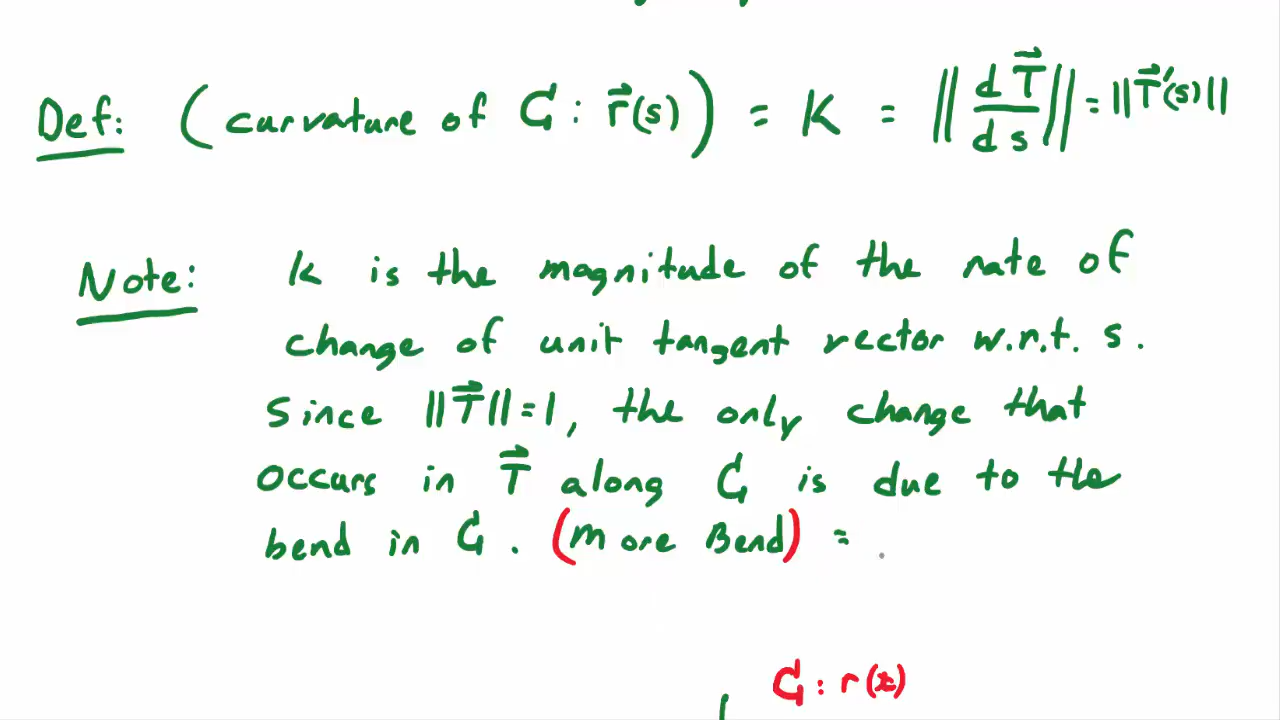 Def: (curvature of C : r⃗(s)) = K = ||dT⃗/ds|| = ||T⃗'(s)||
Note: k is the magnitude of the rate of
change of unit tangent vector w.r.t. s.
Since ||T⃗||=1, the only change that
occurs in T⃗ along C is due to the
bend in C. (More Bend) =
C : r(t)